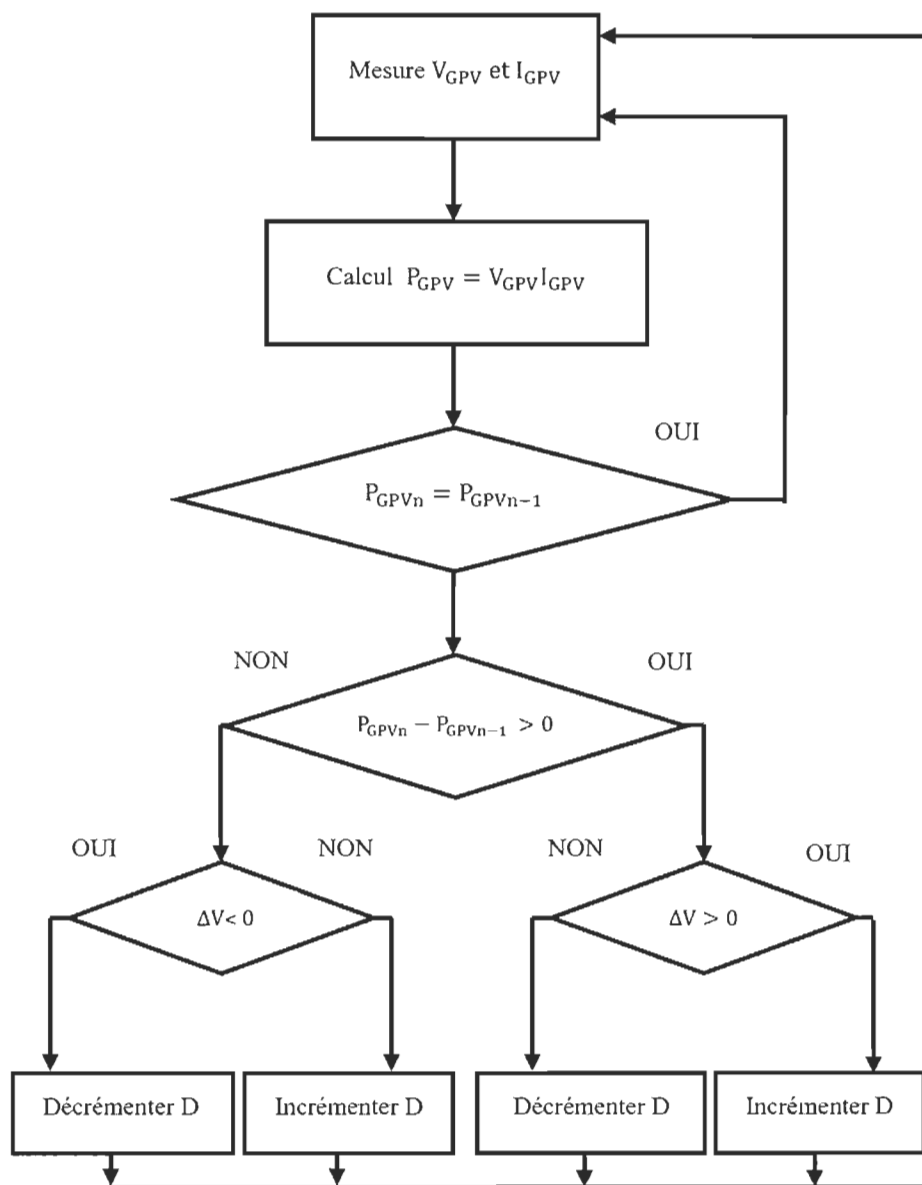 Mesure V_GPV et I_GPV
Calcul P_GPV = V_GPV I_GPV
OUI
P_GPVn = P_GPVn−1
NON
OUI
P_GPVn − P_GPVn−1 > 0
OUI
NON
NON
OUI
ΔV< 0
ΔV > 0
Décrémenter D
Incrémenter D
Décrémenter D
Incrémenter D